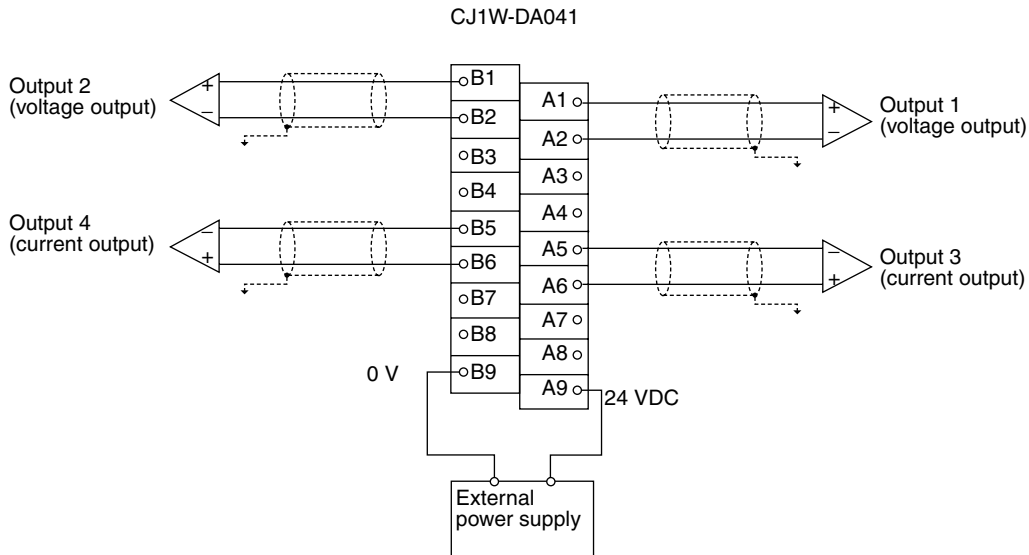 CJ1W-DA041
Output 2
(voltage output)
+
−
B1
B2
B3
B4
Output 4
(current output)
−
+
B5
B6
B7
B8
0 V
B9
A1
A2
A3
A4
A5
A6
A7
A8
A9
24 VDC
+
−
Output 1
(voltage output)
−
+
Output 3
(current output)
External
power supply